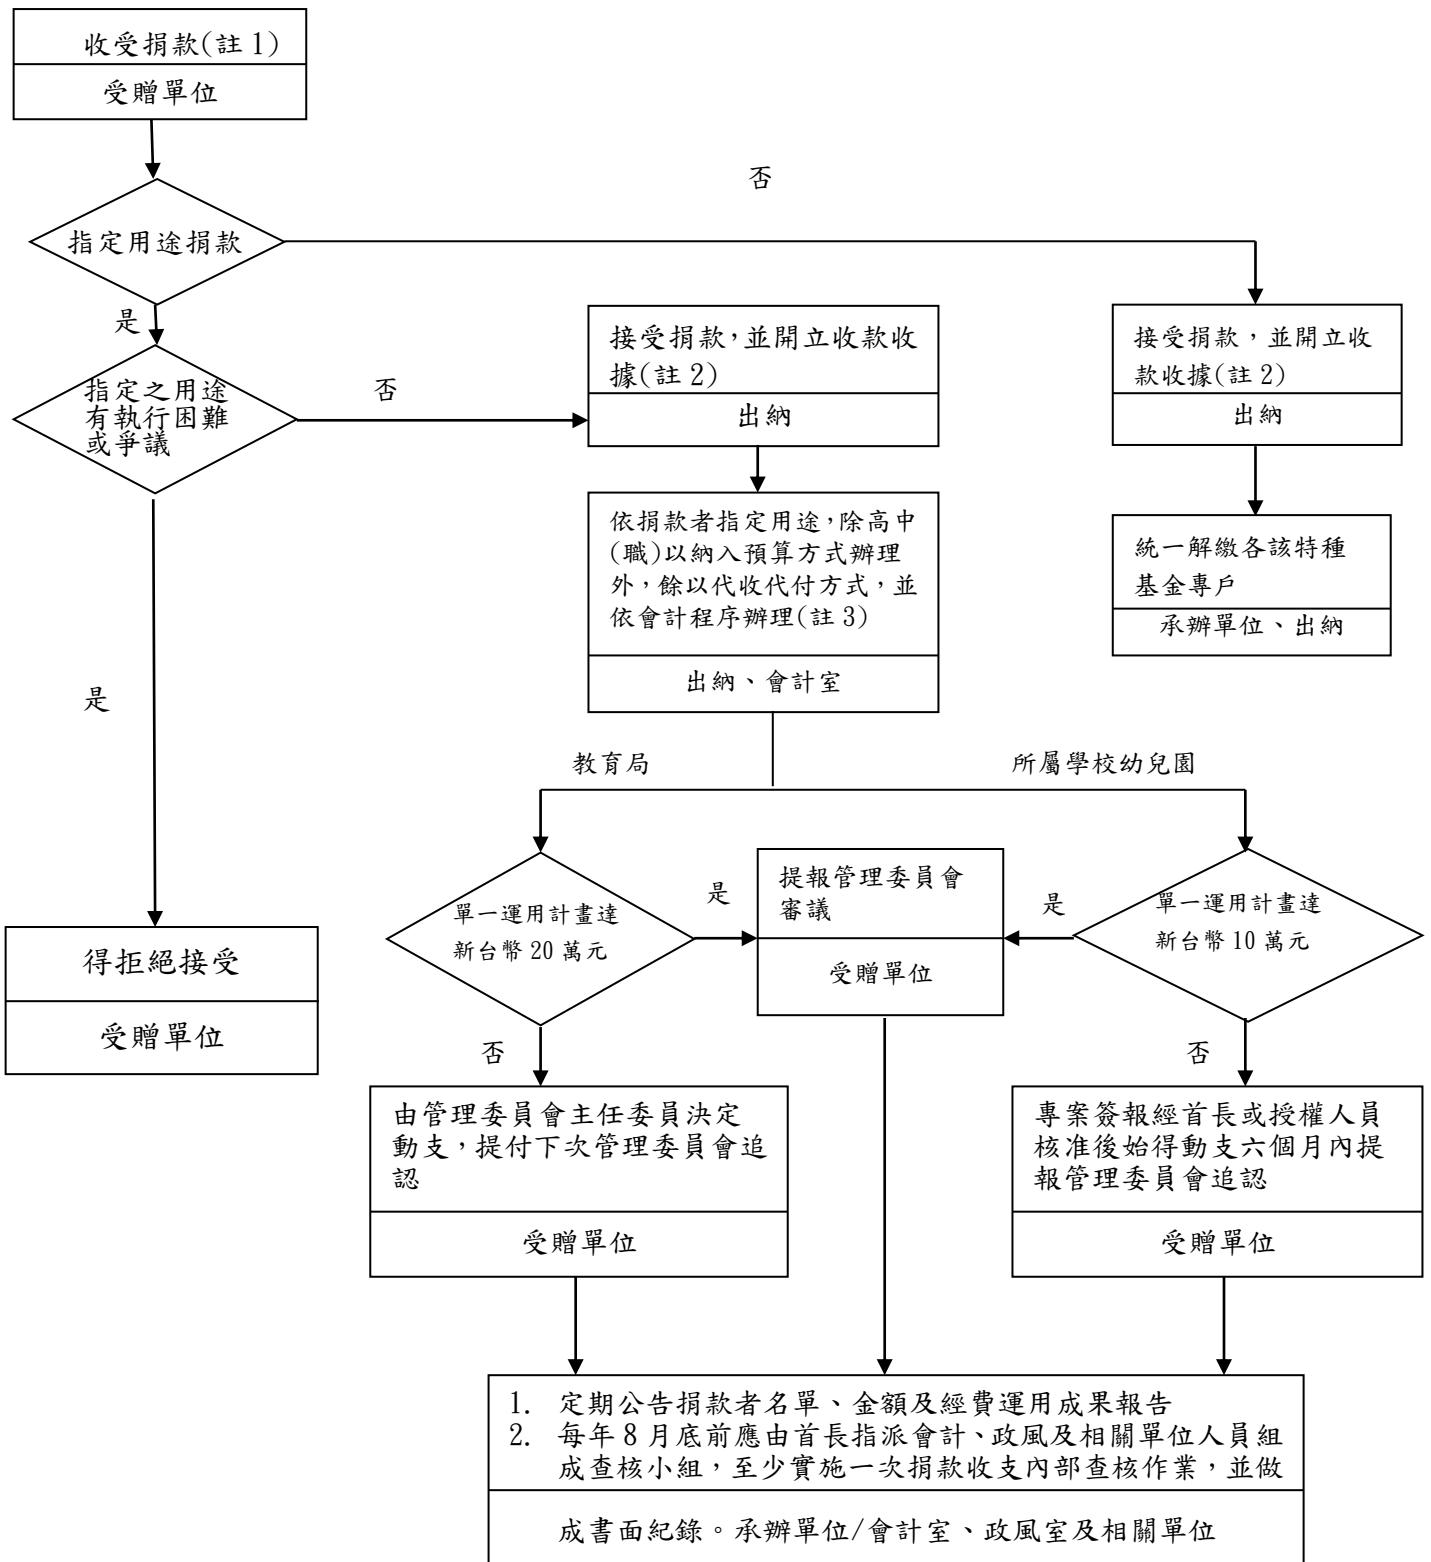 收受捐款(註 1)
受贈單位
否
指定用途捐款
是
指定之用途
有執行困難
或爭議
否
接受捐款，並開立收款收
據(註 2)
出納
接受捐款，並開立收
款收據(註 2)
出納
依捐款者指定用途，除高中
(職)以納入預算方式辦理
外，餘以代收代付方式，並
依會計程序辦理(註 3)
出納、會計室
統一解繳各該特種
基金專戶
承辦單位、出納
是
教育局
所屬學校幼兒園
單一運用計畫達
新台幣 20 萬元
是
提報管理委員會
審議
受贈單位
是
單一運用計畫達
新台幣 10 萬元
得拒絕接受
受贈單位
否
否
由管理委員會主任委員決定
動支，提付下次管理委員會追
認
受贈單位
專案簽報經首長或授權人員
核准後始得動支六個月內提
報管理委員會追認
受贈單位
1. 定期公告捐款者名單、金額及經費運用成果報告
2. 每年 8 月底前應由首長指派會計、政風及相關單位人員組
成查核小組，至少實施一次捐款收支內部查核作業，並做
成書面紀錄。承辦單位/會計室、政風室及相關單位